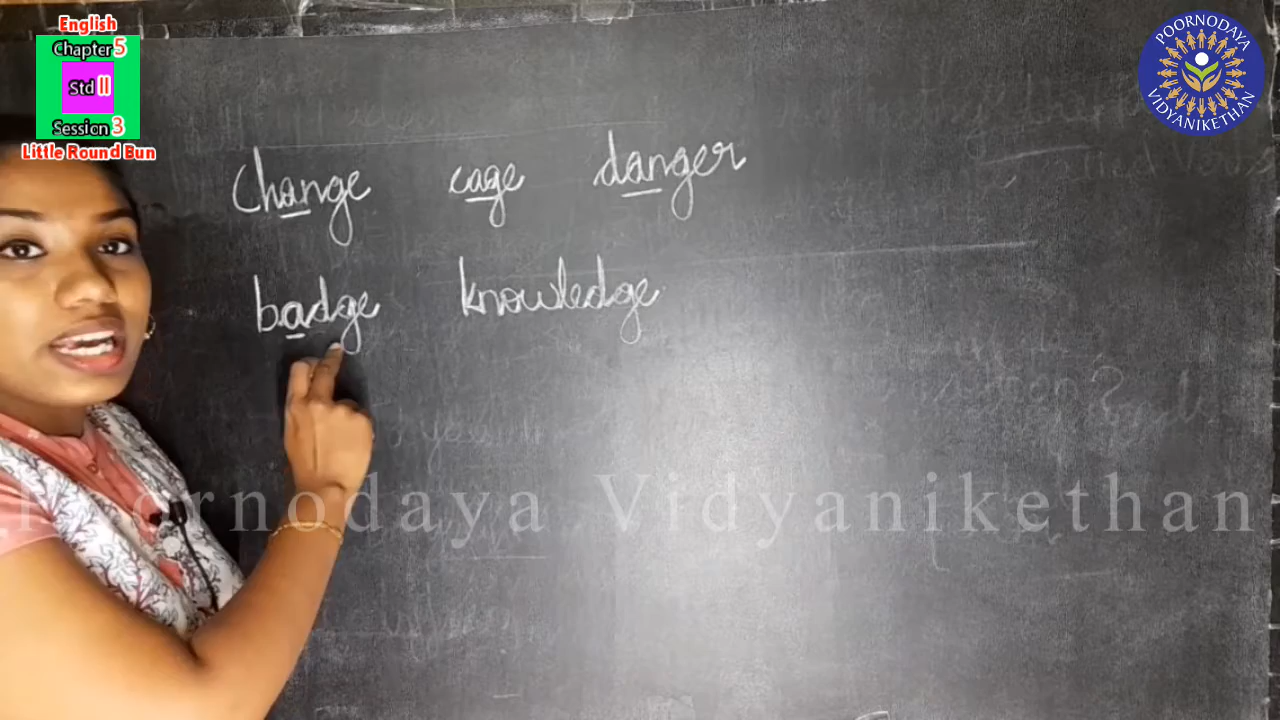 English
Chapter 5
Std II
Session 3
Little Round Bun
POORNODAYA
VIDYANIKETHAN
change cage danger
badge knowledge
Poornodaya Vidyanikethan